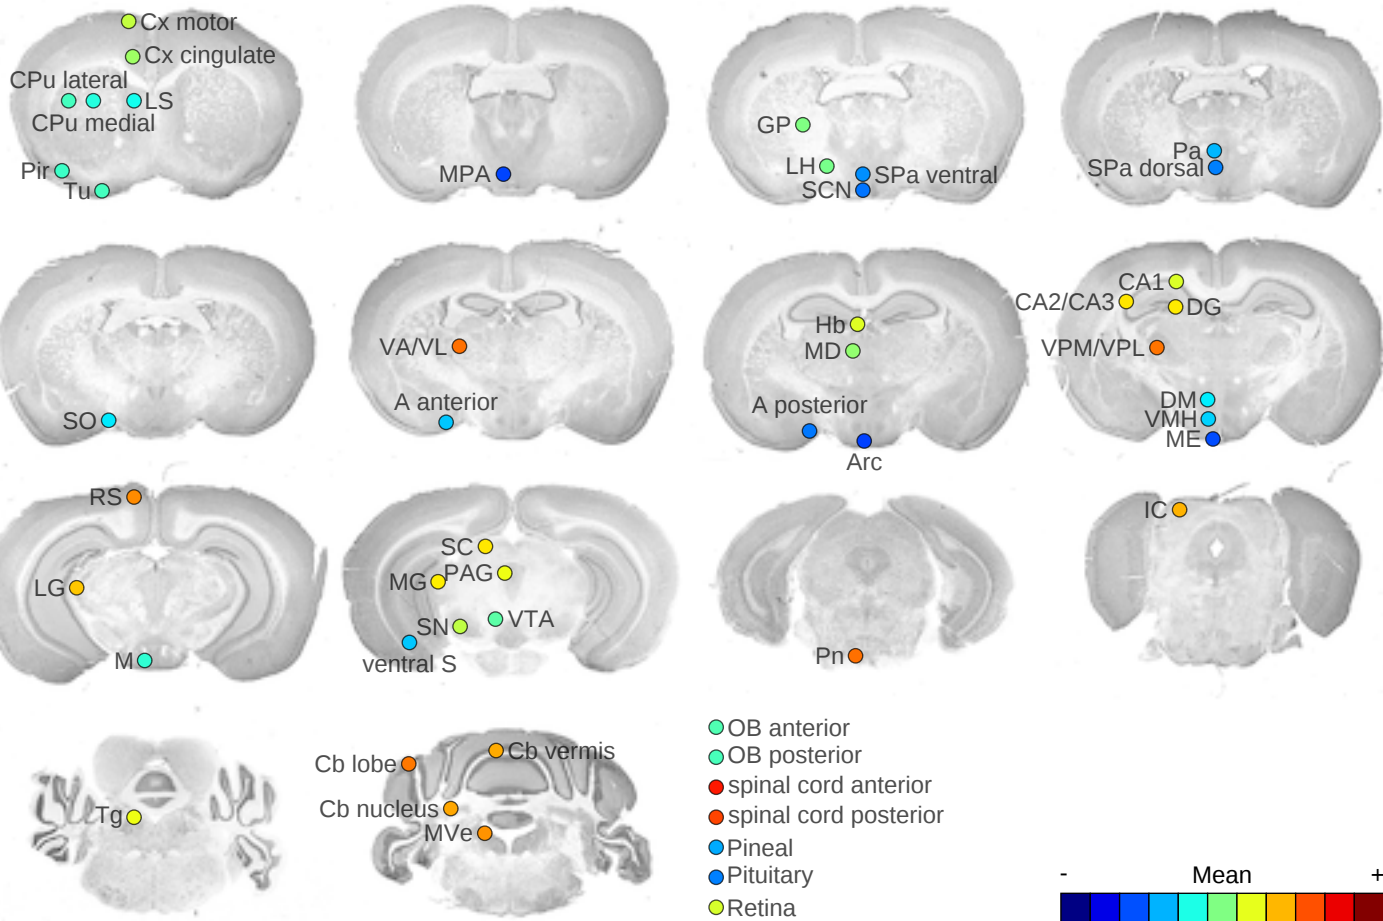 Cx motor
Cx cingulate
CPu lateral
LS
CPu medial
Pir
Tu
MPA
GP
LH
SPa ventral
SCN
Pa
SPa dorsal
SO
VA/VL
A anterior
Hb
MD
A posterior
Arc
CA1
CA2/CA3
DG
VPM/VPL
DM
VMH
ME
RS
LG
M
SC
MG
PAG
SN
VTA
ventral S
Pn
IC
Tg
Cb lobe
Cb vermis
Cb nucleus
MVe
OB anterior
OB posterior
spinal cord anterior
spinal cord posterior
Pineal
Pituitary
Retina
- Mean +